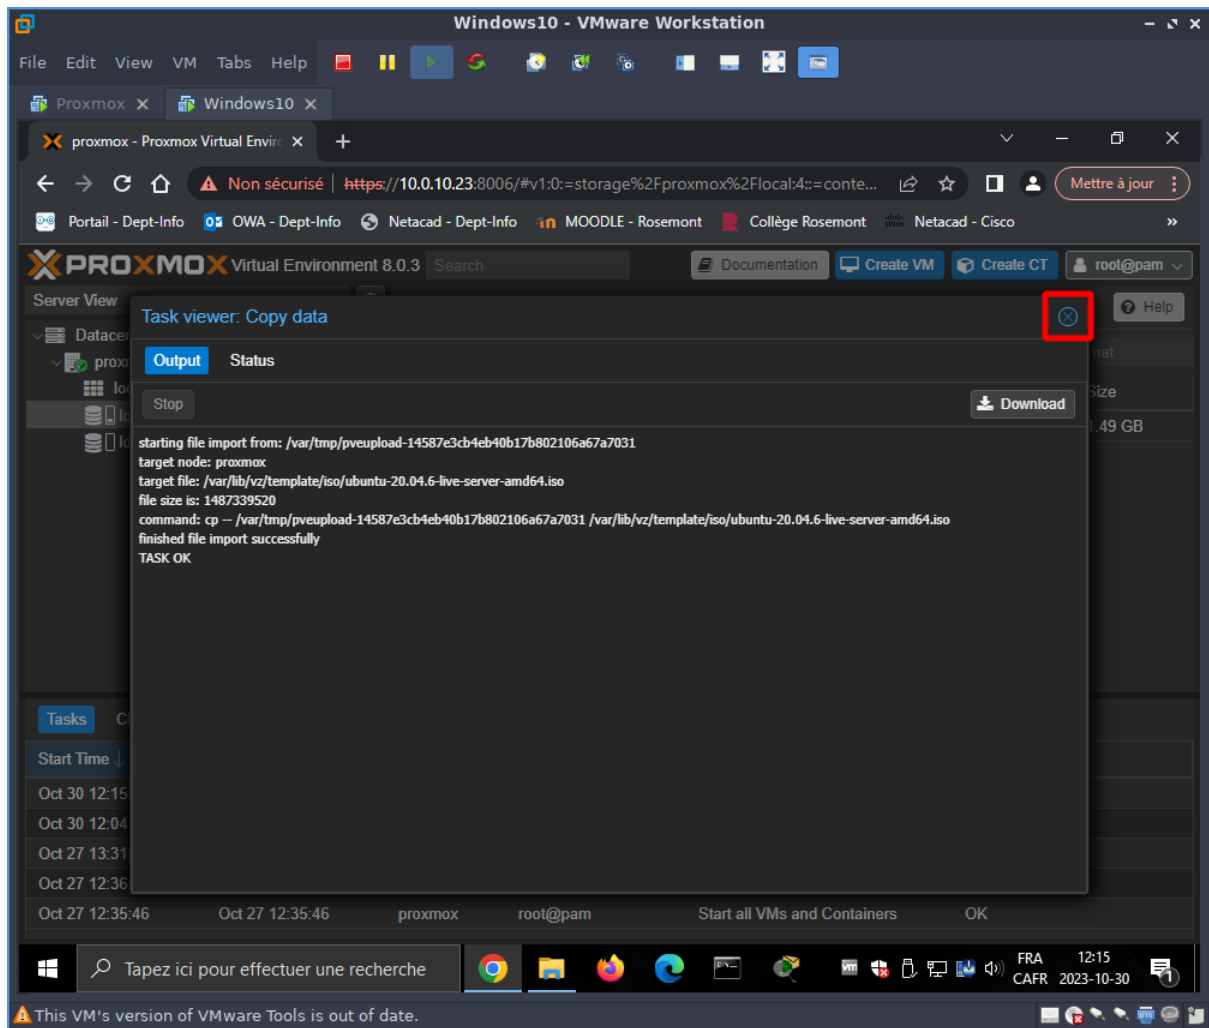 Windows10 - VMware Workstation
File Edit View VM Tabs Help
Proxmox Windows10
proxmox - Proxmox Virtual Enviro
Non sécurisé https://10.0.10.23:8006/#v1:0:=storage%2Fproxmox%2Flocal:4::=conte... Mettre à jour
Portail - Dept-Info OWA - Dept-Info Netacad - Dept-Info MOODLE - Rosemont Collège Rosemont Netacad - Cisco »
PROXMOX Virtual Environment 8.0.3 Search Documentation Create VM Create CT root@pam
Server View Help
Task viewer: Copy data
Datacer
Output Status
prox
Stop Download Size
1.49 GB
starting file import from: /var/tmp/pveupload-14587e3cb4eb40b17b802106a67a7031
target node: proxmox
target file: /var/lib/vz/template/iso/ubuntu-20.04.6-live-server-amd64.iso
file size is: 1487339520
command: cp -- /var/tmp/pveupload-14587e3cb4eb40b17b802106a67a7031 /var/lib/vz/template/iso/ubuntu-20.04.6-live-server-amd64.iso
finished file import successfully
TASK OK
Tasks
Start Time
Oct 30 12:15
Oct 30 12:04
Oct 27 13:31
Oct 27 12:36
Oct 27 12:35:46 Oct 27 12:35:46 proxmox root@pam Start all VMs and Containers OK
Tapez ici pour effectuer une recherche FRA 12:15
CAFR 2023-10-30 1
This VM's version of VMware Tools is out of date.